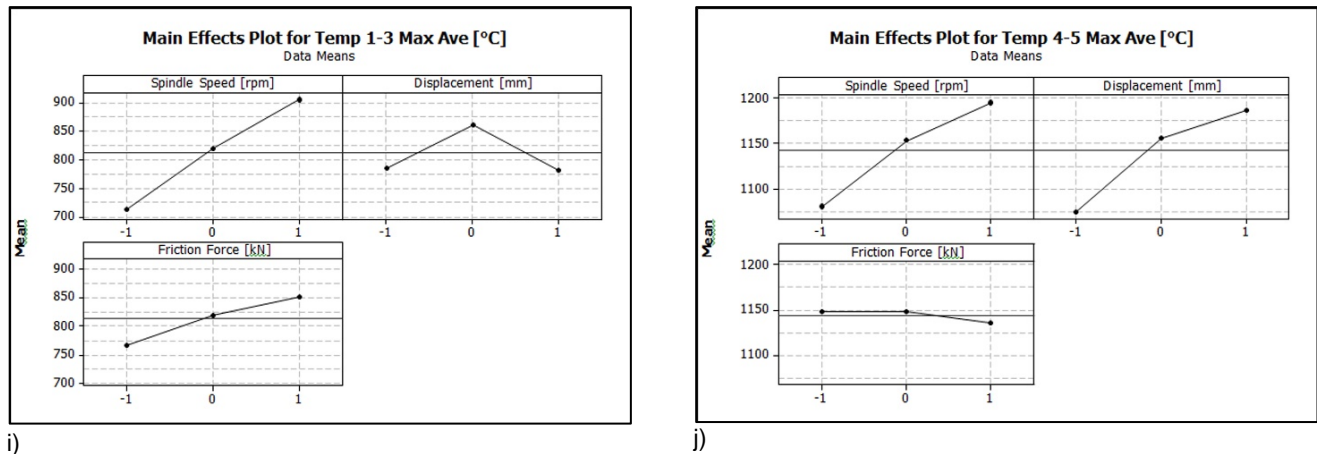 Main Effects Plot for Temp 1-3 Max Ave [°C]
Data Means
Spindle Speed [rpm]
Displacement [mm]
900
850
800
750
700
-1
0
1
-1
0
1
Friction Force [kN]
900
850
800
750
700
-1
0
1
Mean
i)
Main Effects Plot for Temp 4-5 Max Ave [°C]
Data Means
Spindle Speed [rpm]
Displacement [mm]
1200
1150
1100
-1
0
1
-1
0
1
Friction Force [kN]
1200
1150
1100
-1
0
1
Mean
j)